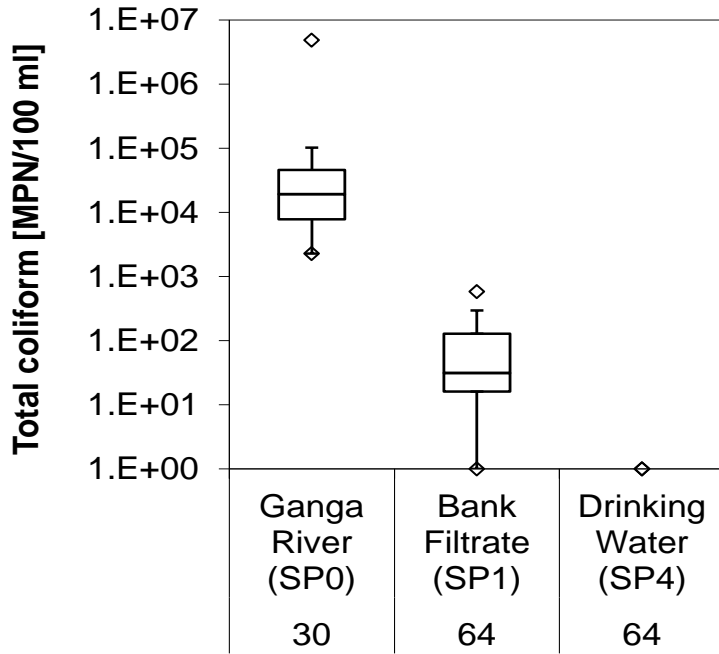 Total coliform [MPN/100 ml]
1.E+07
1.E+06
1.E+05
1.E+04
1.E+03
1.E+02
1.E+01
1.E+00
Ganga
River
(SP0)
Bank
Filtrate
(SP1)
Drinking
Water
(SP4)
30
64
64